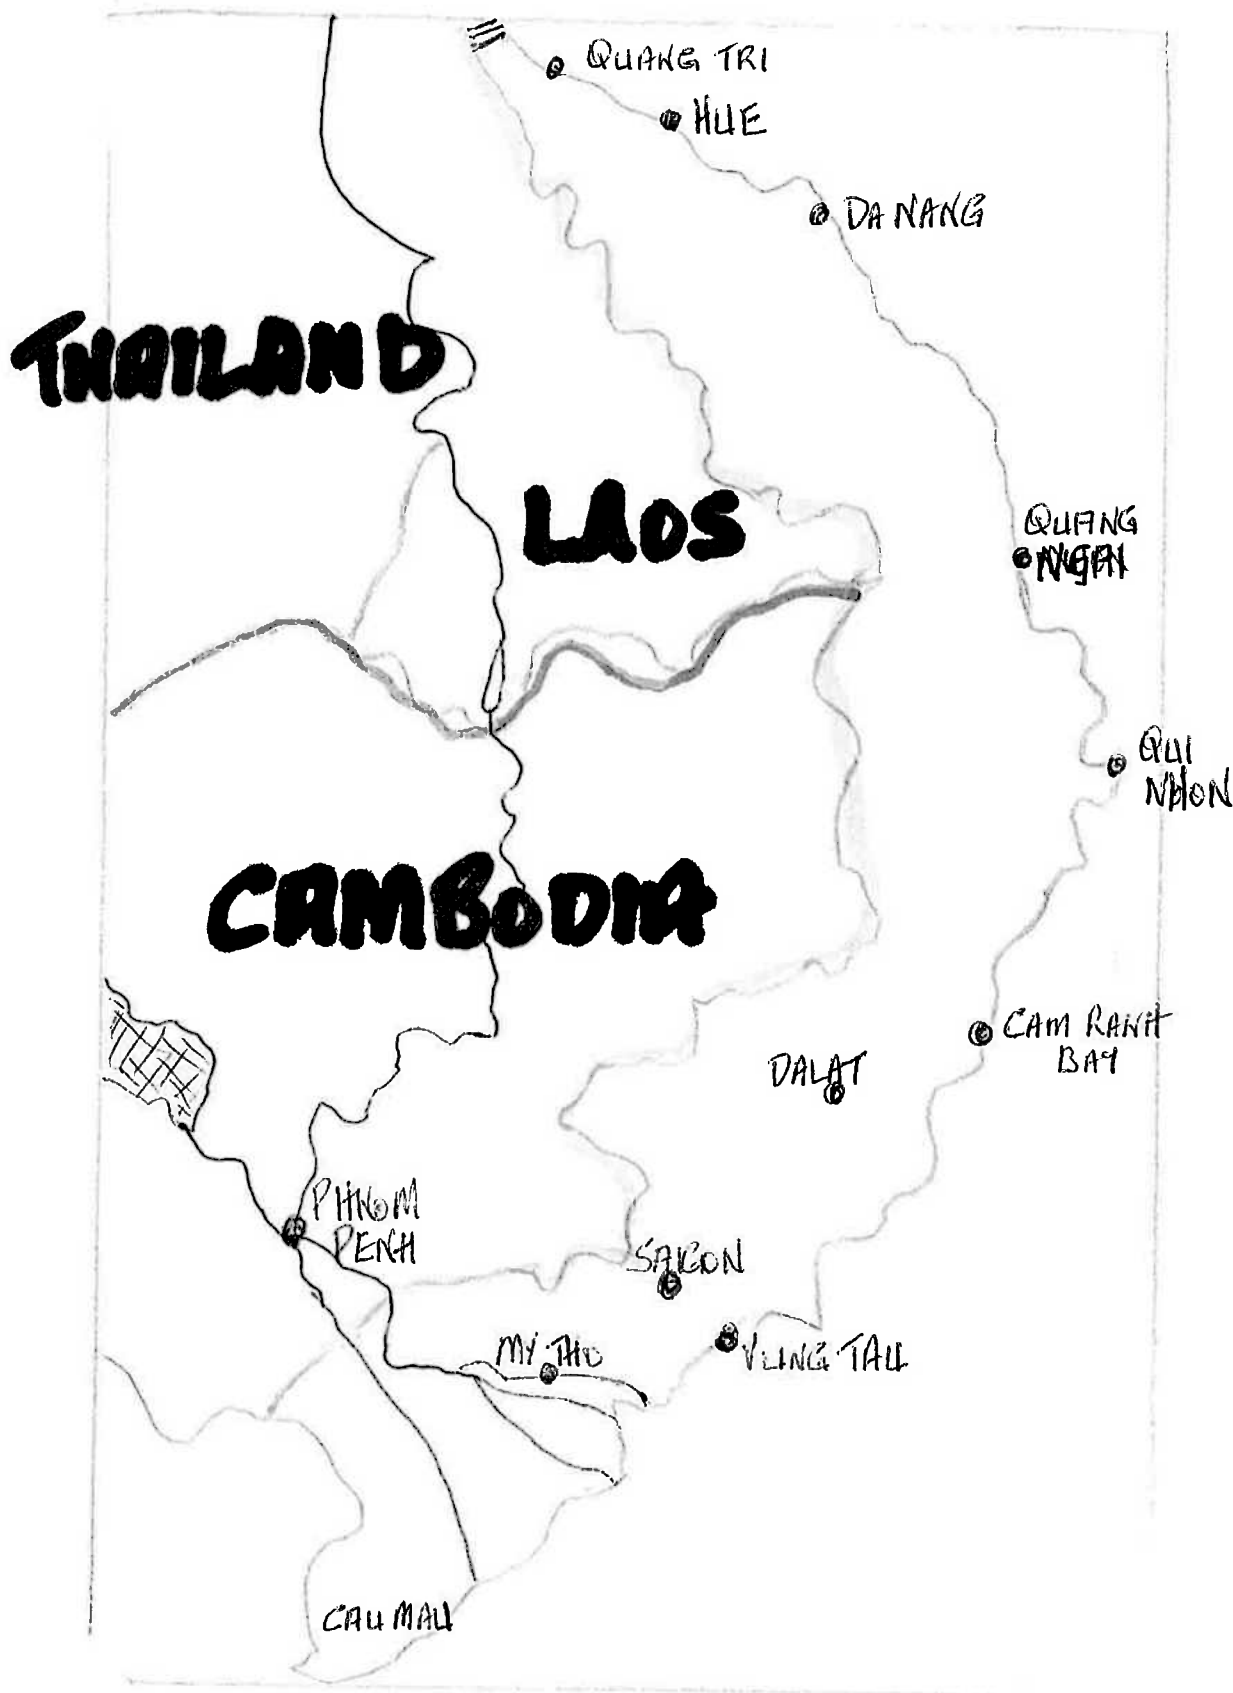 QUANG TRI
HUE
DA NANG
THAILAND
LAOS
QUANG
NGAI
QUI
NHON
CAMBODIA
CAM RANH
BAY
DALAT
PHNOM
PENH
SAIGON
MY THO
VUNG TAU
CAU MAU